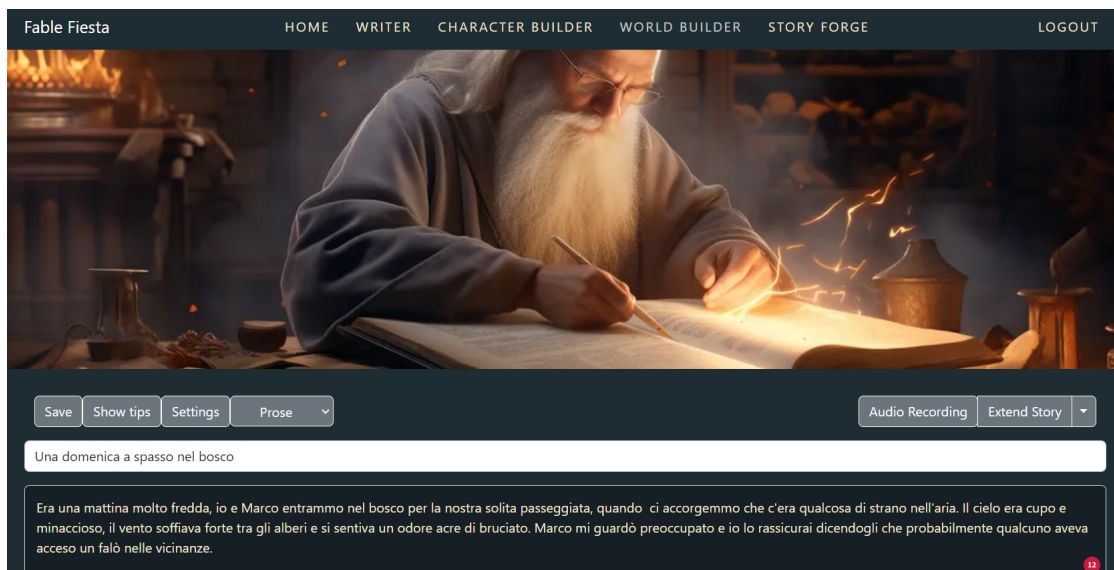 Fable Fiesta
HOME
WRITER
CHARACTER BUILDER
WORLD BUILDER
STORY FORGE
LOGOUT
Save
Show tips
Settings
Prose
Audio Recording
Extend Story
Una domenica a spasso nel bosco
Era una mattina molto fredda, io e Marco entrammo nel bosco per la nostra solita passeggiata, quando ci accorgemmo che c'era qualcosa di strano nell'aria. Il cielo era cupo e
minaccioso, il vento soffiava forte tra gli alberi e si sentiva un odore acre di bruciato. Marco mi guardò preoccupato e io lo rassicurai dicendogli che probabilmente qualcuno aveva
acceso un falò nelle vicinanze.
12